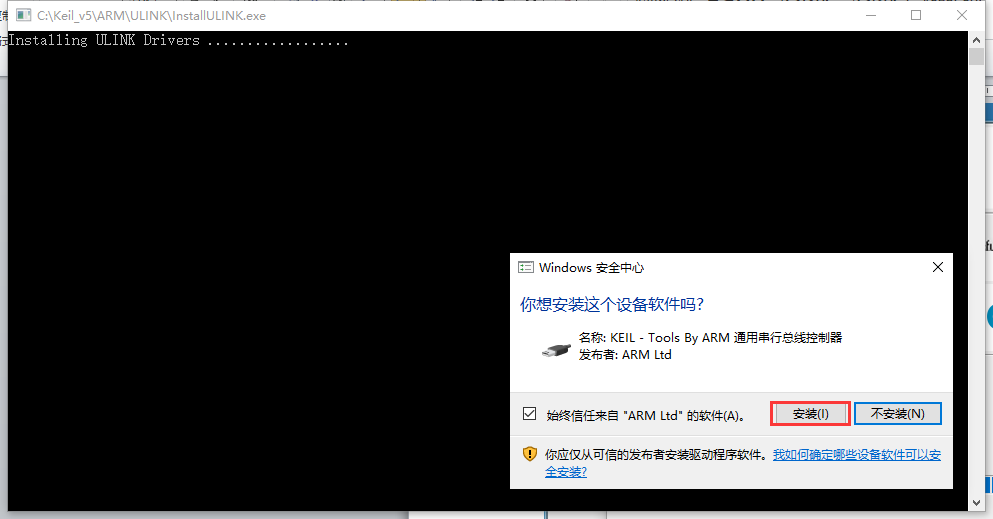 C:\Keil_v5\ARM\ULINK\InstallULINK.exe
Installing ULINK Drivers ..................
Windows 安全中心
你想安装这个设备软件吗?
名称: KEIL - Tools By ARM 通用串行总线控制器
发布者: ARM Ltd
始终信任来自 "ARM Ltd" 的软件(A)。
安装(I)
不安装(N)
你应仅从可信的发布者安装驱动程序软件。我如何确定哪些设备软件可以安
全安装?